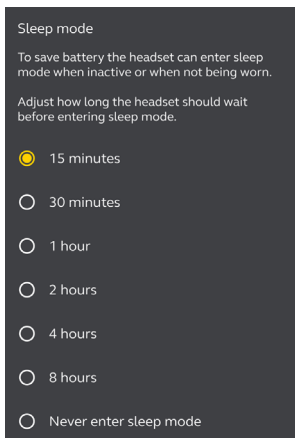 Sleep mode
To save battery the headset can enter sleep
mode when inactive or when not being worn.
Adjust how long the headset should wait
before entering sleep mode.
15 minutes
30 minutes
1 hour
2 hours
4 hours
8 hours
Never enter sleep mode